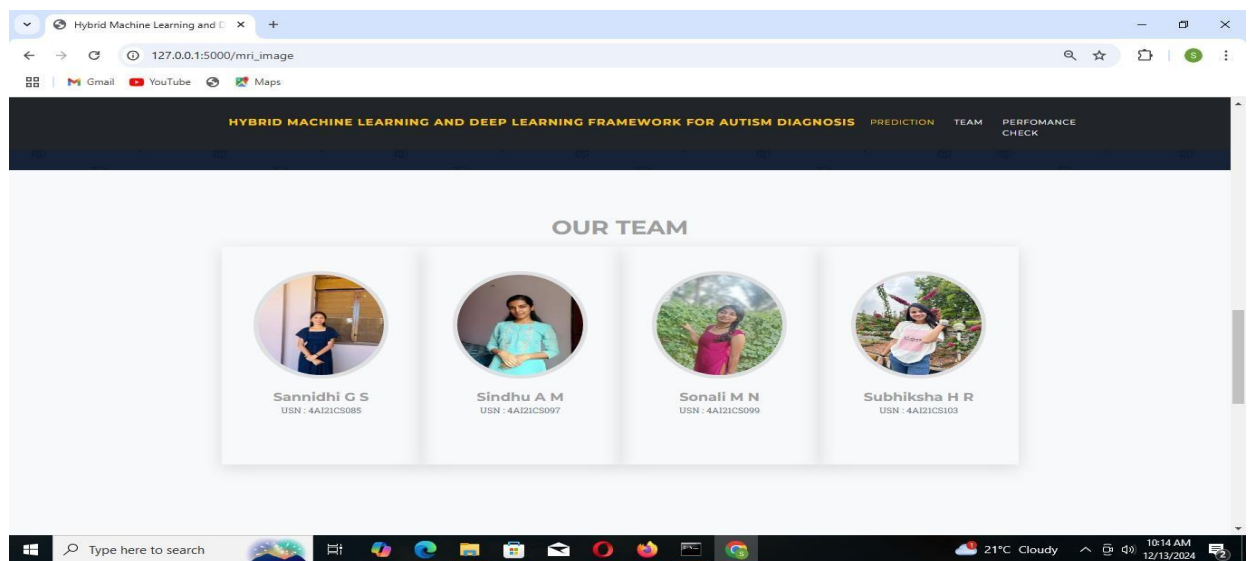 Hybrid Machine Learning and D
127.0.0.1:5000/mri_image
S
Gmail YouTube Maps
HYBRID MACHINE LEARNING AND DEEP LEARNING FRAMEWORK FOR AUTISM DIAGNOSIS PREDICTION TEAM PERFOMANCE
CHECK
OUR TEAM
Sannidhi G S
USN : 4AI21CS085
Sindhu A M
USN : 4AI21CS097
Sonali M N
USN : 4AI21CS099
Subhiksha H R
USN : 4AI21CS103
Type here to search
21°C Cloudy
10:14 AM
12/13/2024
2